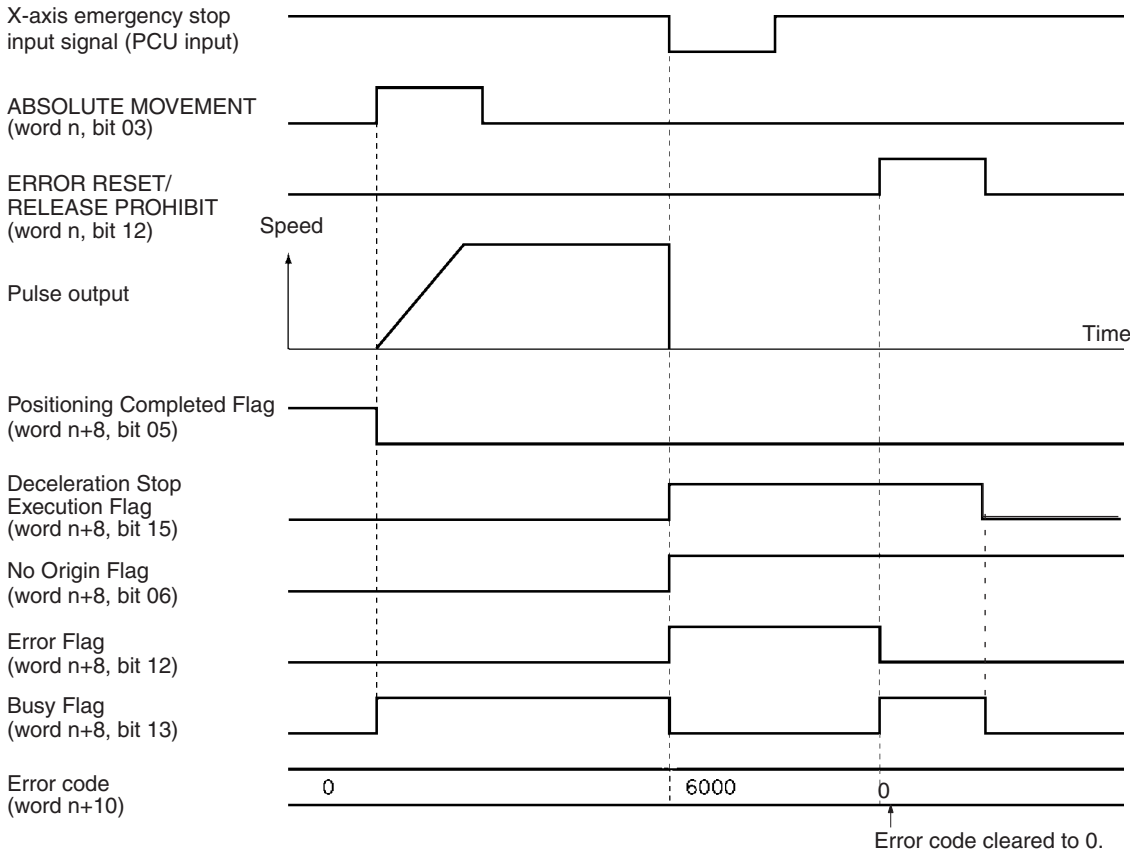 X-axis emergency stop
input signal (PCU input)
ABSOLUTE MOVEMENT
(word n, bit 03)
ERROR RESET/
RELEASE PROHIBIT
(word n, bit 12)
Speed
Pulse output
Time
Positioning Completed Flag
(word n+8, bit 05)
Deceleration Stop
Execution Flag
(word n+8, bit 15)
No Origin Flag
(word n+8, bit 06)
Error Flag
(word n+8, bit 12)
Busy Flag
(word n+8, bit 13)
Error code
(word n+10)
0 6000 0
Error code cleared to 0.